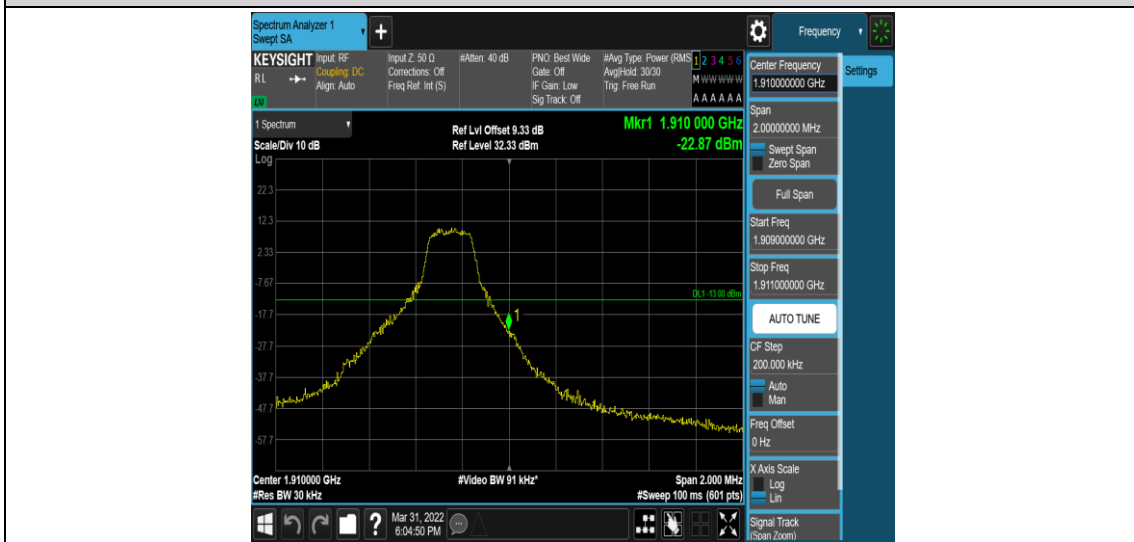 Spectrum Analyzer 1
Swept SA
+
Frequency
KEYSIGHT
RL
LXI
Input: RF
Coupling: DC
Align: Auto
Input Z: 50 Ω
Corrections: Off
Freq Ref: Int (S)
#Atten: 40 dB
PNO: Best Wide
Gate: Off
IF Gain: Low
Sig Track: Off
#Avg Type: Power (RMS
Avg|Hold: 30/30
Trig: Free Run
1 2 3 4 5 6
M W W W W W
A A A A A A
Center Frequency
1.910000000 GHz
Settings
Span
2.00000000 MHz
Swept Span
Zero Span
Full Span
Start Freq
1.909000000 GHz
Stop Freq
1.911000000 GHz
AUTO TUNE
CF Step
200.000 kHz
Auto
Man
Freq Offset
0 Hz
X Axis Scale
Log
Lin
Signal Track
(Span Zoom)
1 Spectrum
Scale/Div 10 dB
Ref Lvl Offset 9.33 dB
Ref Level 32.33 dBm
Mkr1 1.910 000 GHz
-22.87 dBm
Log
22.3
12.3
2.33
-7.67
DL1 -13.00 dBm
-17.7
1
-27.7
-37.7
-47.7
-57.7
Center 1.910000 GHz
#Res BW 30 kHz
#Video BW 91 kHz*
Span 2.000 MHz
#Sweep 100 ms (601 pts)
?
Mar 31, 2022
6:04:50 PM